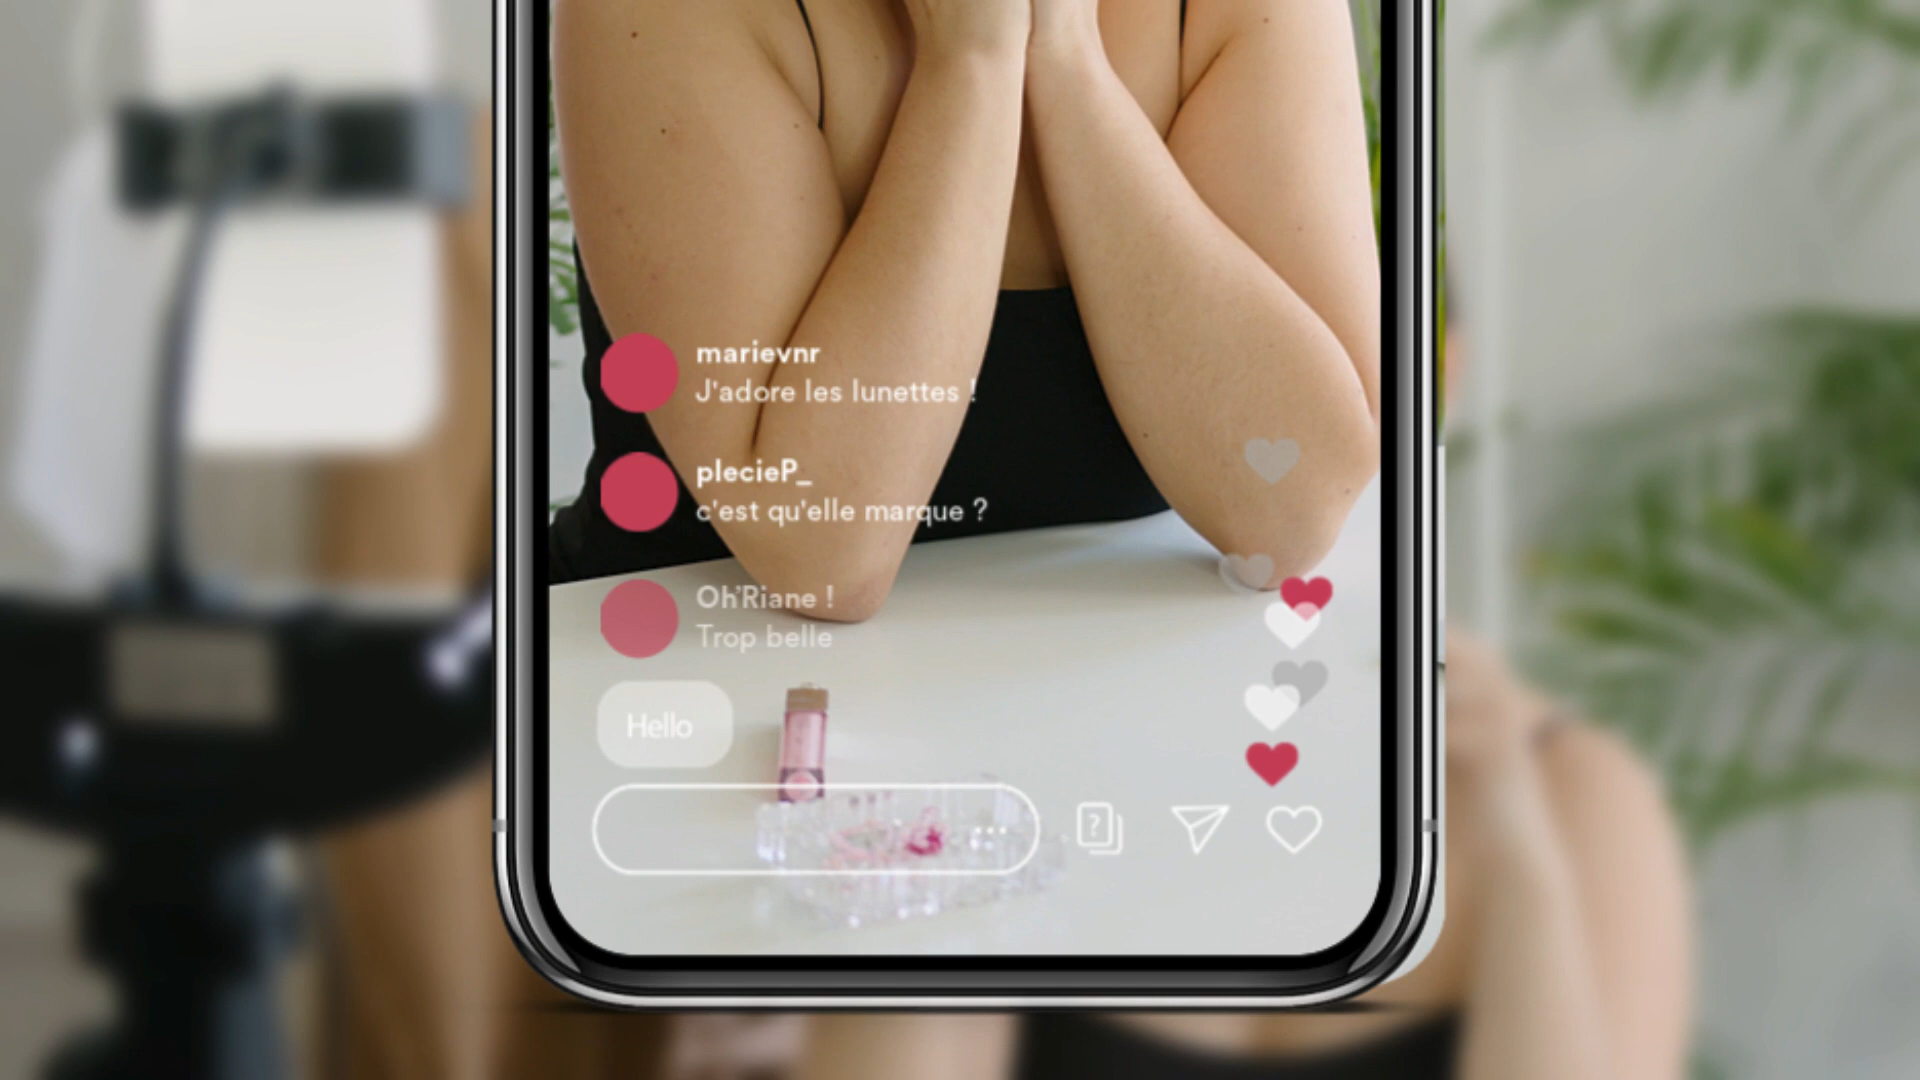 marievnr
J'adore les lunettes !
plecieP_
c'est qu'elle marque ?
Oh'Riane !
Trop belle
Hello
...
?